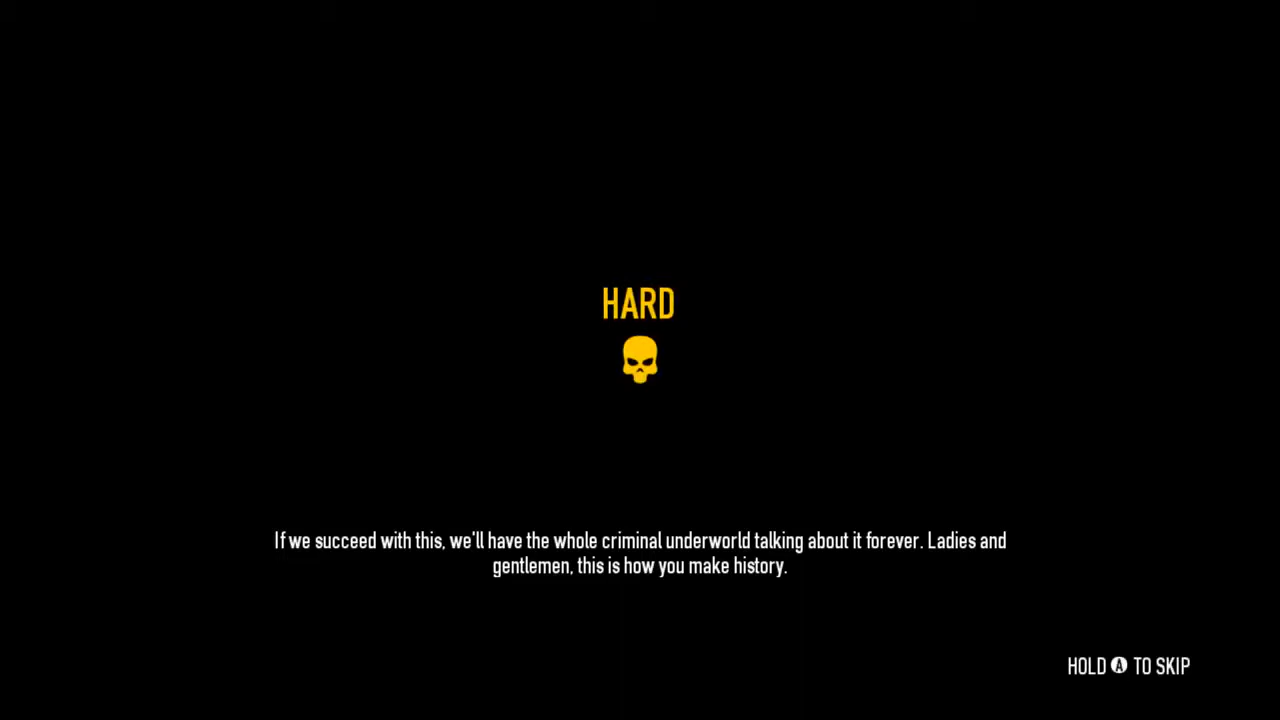 HARD
If we succeed with this, we'll have the whole criminal underworld talking about it forever. Ladies and
gentlemen, this is how you make history.
HOLD A TO SKIP